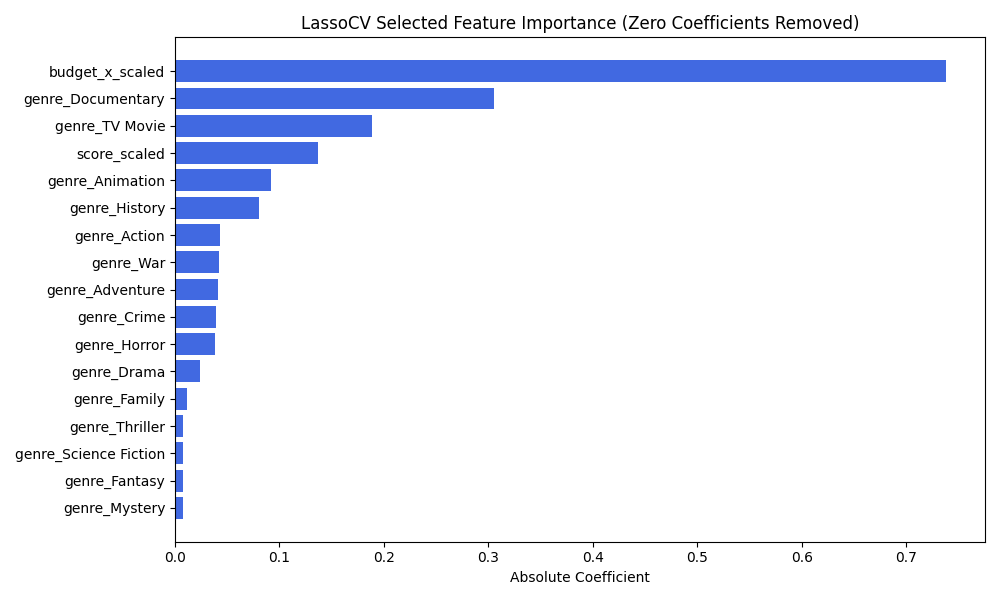 LassoCV Selected Feature Importance (Zero Coefficients Removed)
budget_x_scaled
genre_Documentary
genre_TV Movie
score_scaled
genre_Animation
genre_History
genre_Action
genre_War
genre_Adventure
genre_Crime
genre_Horror
genre_Drama
genre_Family
genre_Thriller
genre_Science Fiction
genre_Fantasy
genre_Mystery
0.0 0.1 0.2 0.3 0.4 0.5 0.6 0.7
Absolute Coefficient